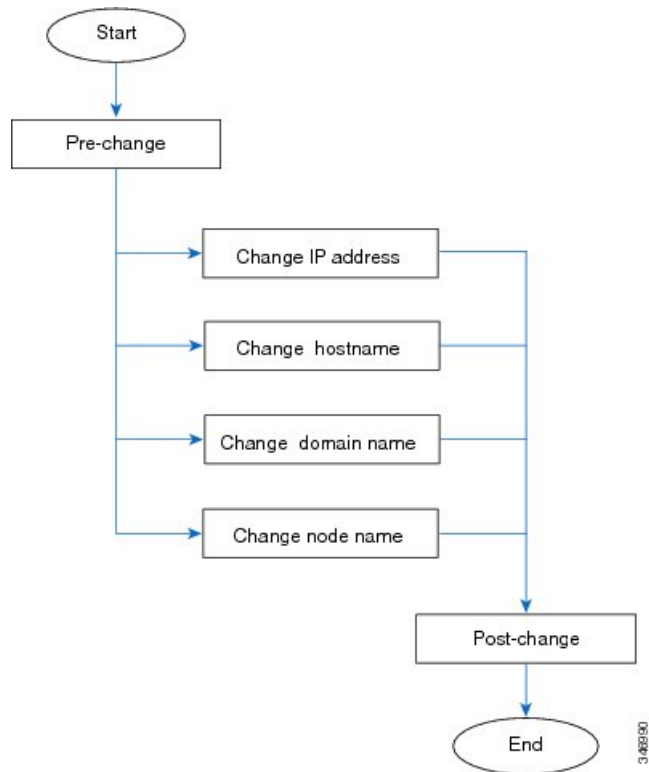 Start
Pre-change
Change IP address
Change hostname
Change domain name
Change node name
Post-change
End
346990